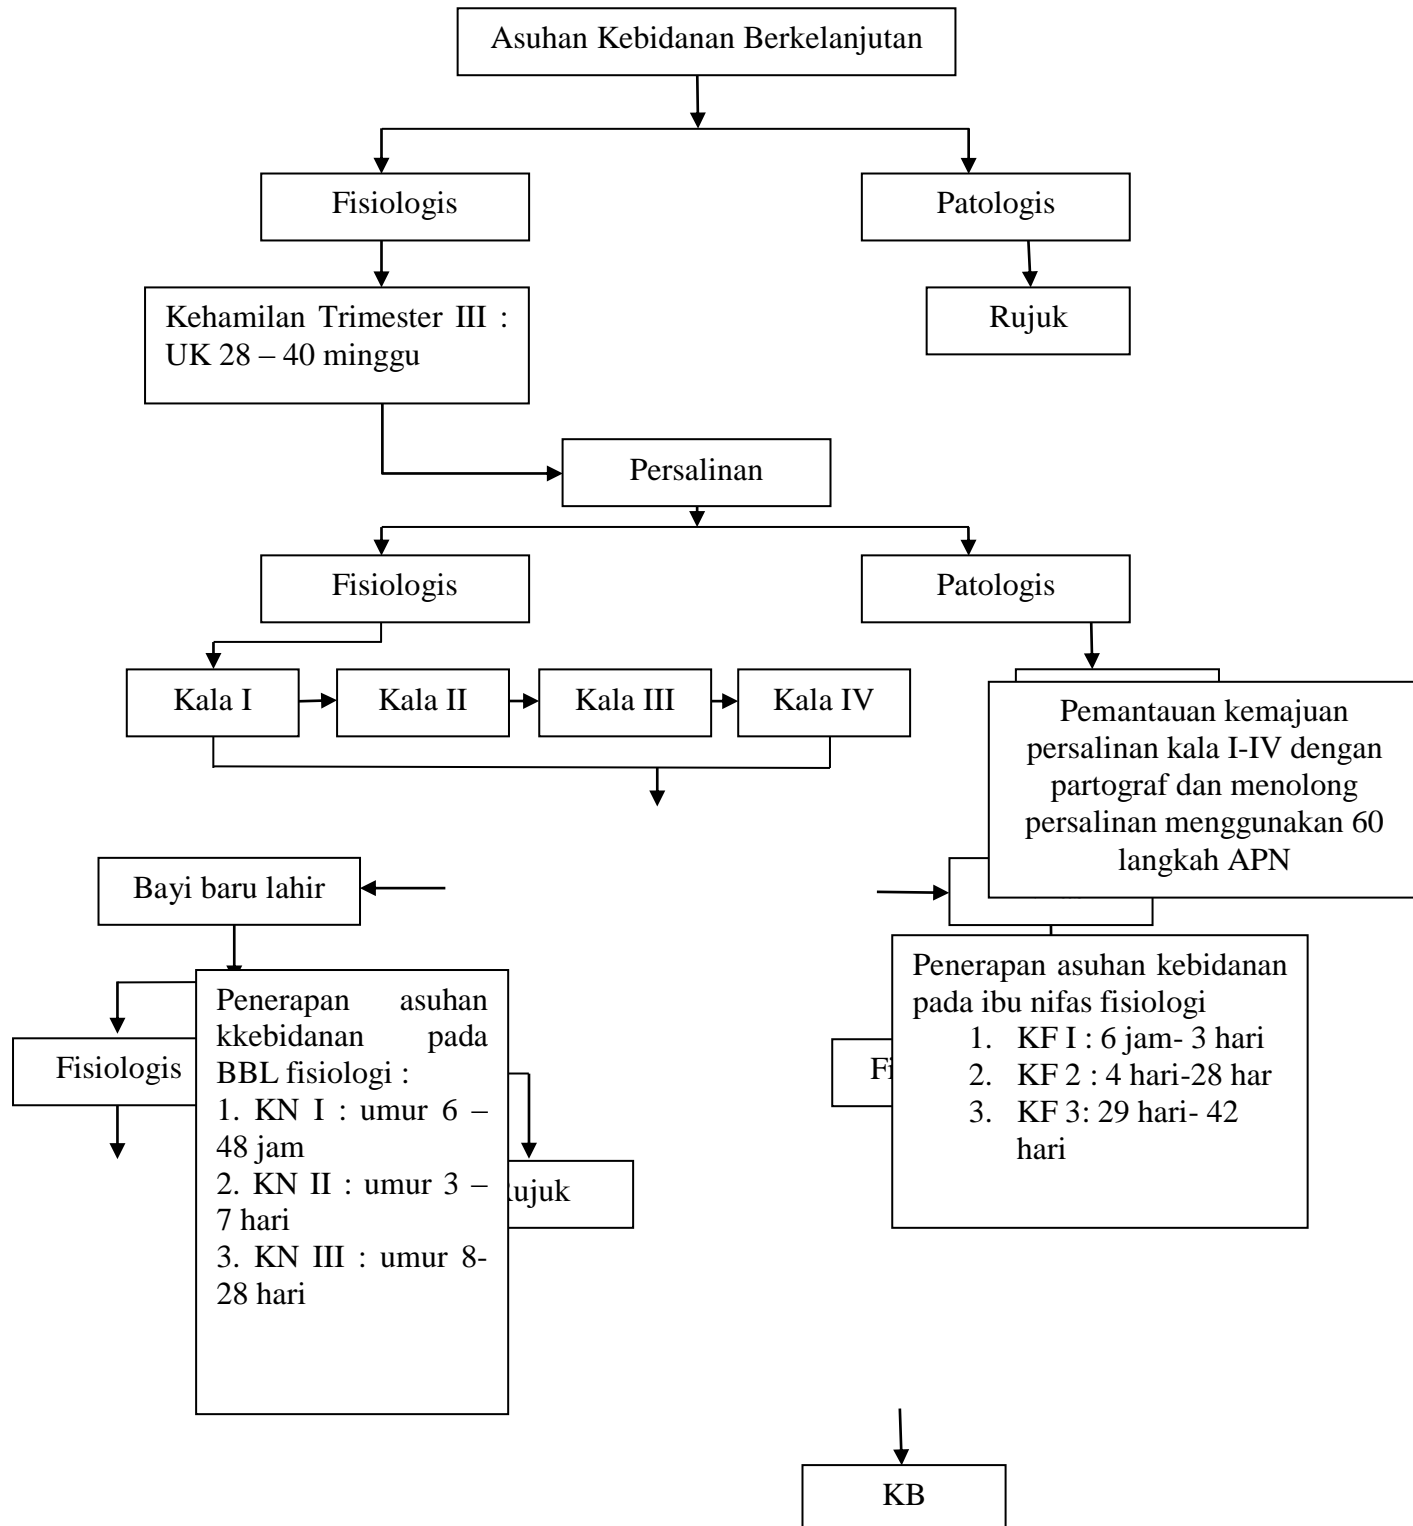 Asuhan Kebidanan Berkelanjutan
Fisiologis
Patologis
Kehamilan Trimester III :
UK 28 – 40 minggu
Rujuk
Persalinan
Fisiologis
Patologis
Kala I
Kala II
Kala III
Kala IV
Pemantauan kemajuan
persalinan kala I-IV dengan
partograf dan menolong
persalinan menggunakan 60
langkah APN
Bayi baru lahir
Penerapan asuhan kebidanan
pada ibu nifas fisiologi
1. KF I : 6 jam- 3 hari
2. KF 2 : 4 hari-28 har
3. KF 3: 29 hari- 42
hari
Fisiologis
Penerapan asuhan
kkebidanan pada
BBL fisiologi :
1. KN I : umur 6 –
48 jam
2. KN II : umur 3 –
7 hari
3. KN III : umur 8-
28 hari
KB